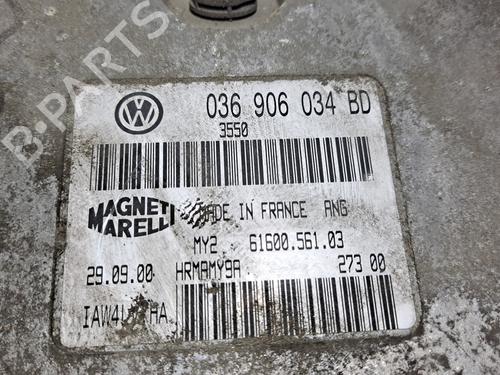 B-PARTS
036 906 034 BD
3550
MAGNETI MARELLI
MADE IN FRANCE ANG
MY2 61600.561.03
29.09.00 HRMAMY9A 273 00
HA